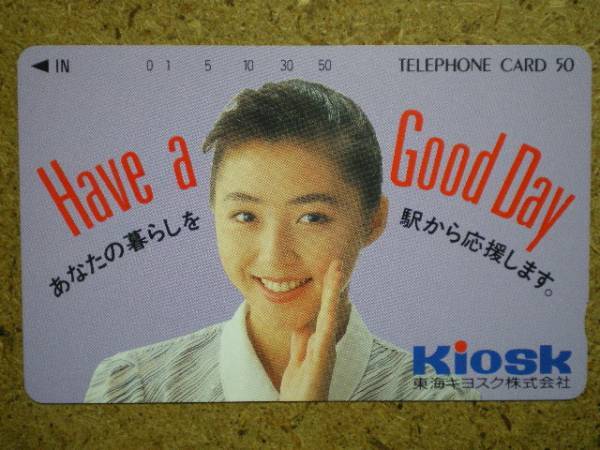 ◀IN 0 1 5 10 30 50 TELEPHONE CARD 50
Have a Good Day
あなたの暮らしを 駅から応援します。
Kiosk
東海キヨスク株式会社